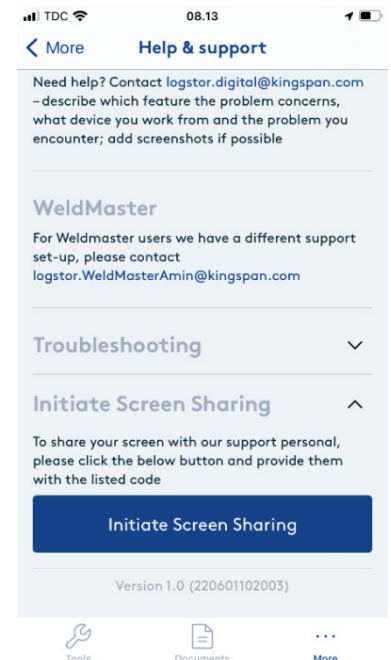 TDC 08.13
More Help & support
Need help? Contact logstor.digital@kingspan.com
– describe which feature the problem concerns,
what device you work from and the problem you
encounter; add screenshots if possible
WeldMaster
For Weldmaster users we have a different support
set-up, please contact
logstor.WeldMasterAmin@kingspan.com
Troubleshooting
Initiate Screen Sharing
To share your screen with our support personal,
please click the below button and provide them
with the listed code
Initiate Screen Sharing
Version 1.0 (220601102003)
Tools Documents More